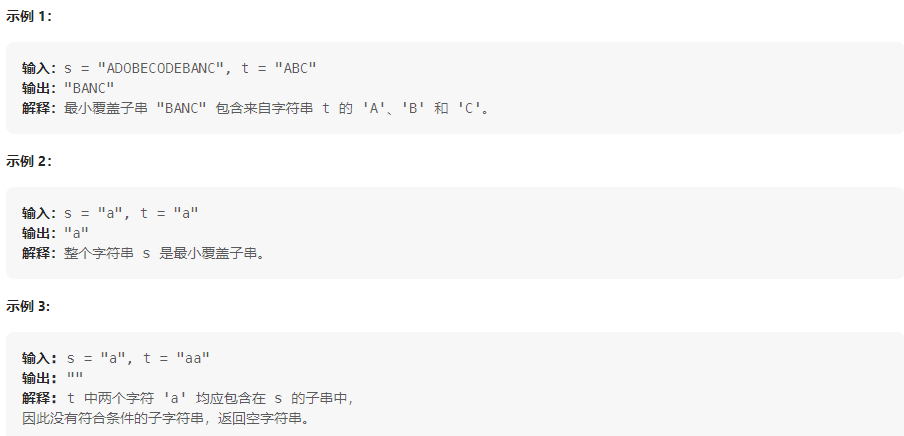 示例 1：
输入：s = "ADOBECODEBANC", t = "ABC"
输出："BANC"
解释：最小覆盖子串 "BANC" 包含来自字符串 t 的 'A'、'B' 和 'C'。
示例 2：
输入：s = "a", t = "a"
输出："a"
解释：整个字符串 s 是最小覆盖子串。
示例 3:
输入: s = "a", t = "aa"
输出: ""
解释: t 中两个字符 'a' 均应包含在 s 的子串中，
因此没有符合条件的子字符串，返回空字符串。